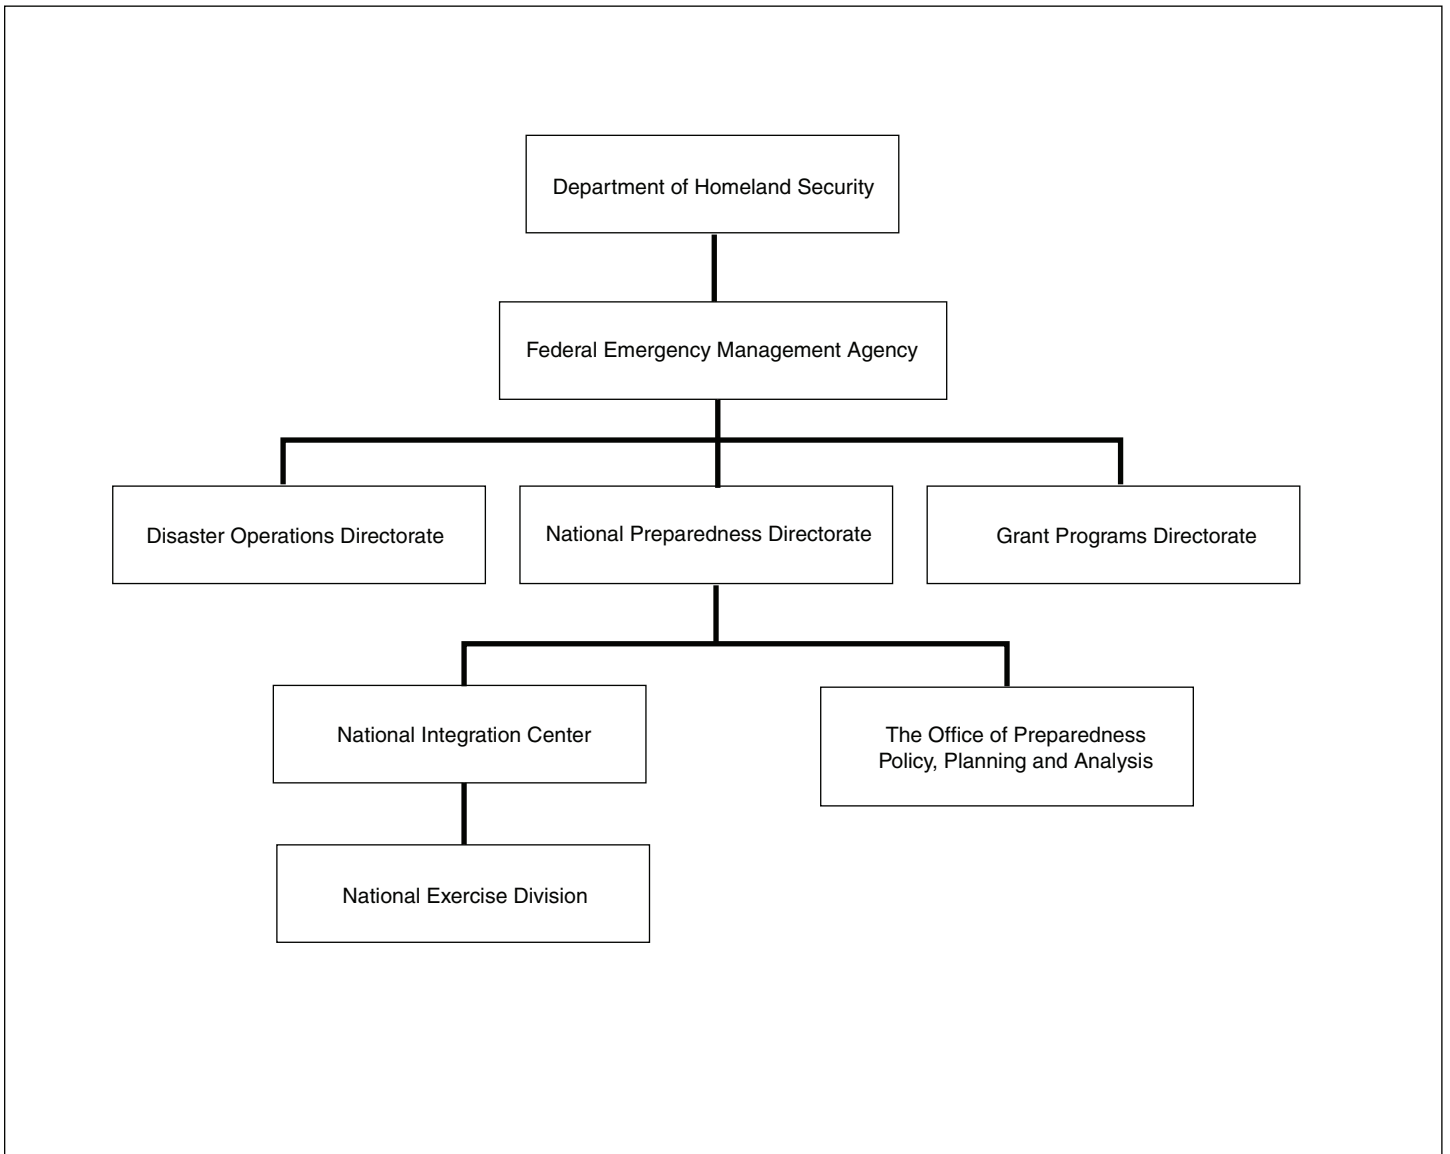 Department of Homeland Security
Federal Emergency Management Agency
Disaster Operations Directorate
National Preparedness Directorate
Grant Programs Directorate
National Integration Center
The Office of Preparedness
Policy, Planning and Analysis
National Exercise Division